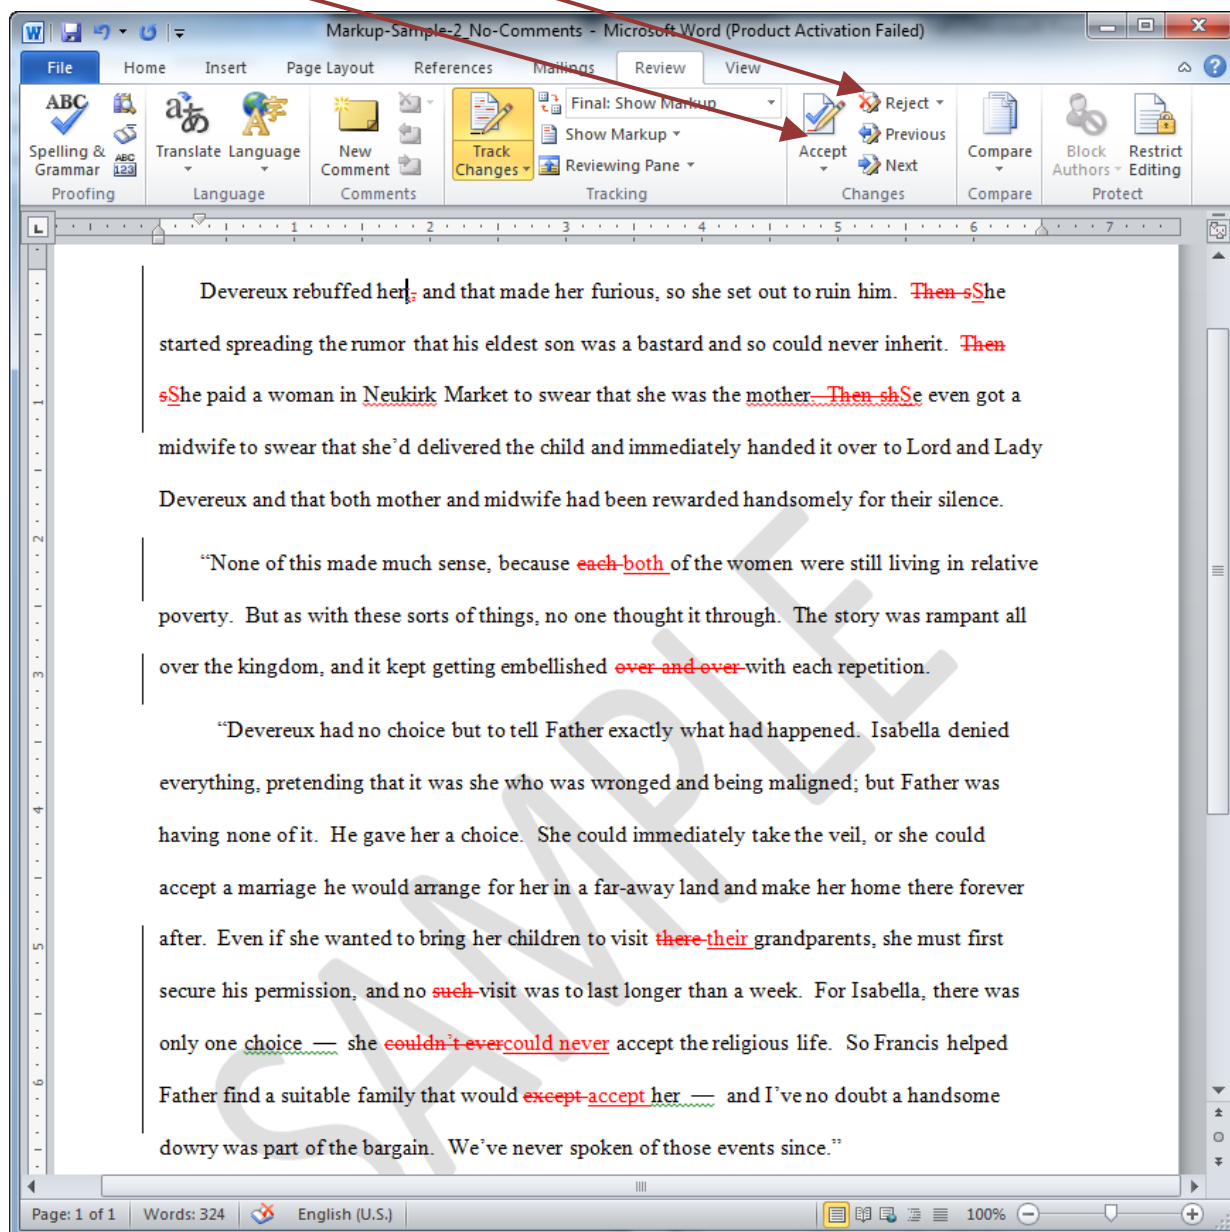 Markup-Sample-2_No-Comments - Microsoft Word (Product Activation Failed)
File Home Insert Page Layout References Mailings Review View
ABC
Spelling & Grammar
ABC 123
Translate
Language
New Comment
Track Changes
Final: Show Markup
Show Markup
Reviewing Pane
Accept
Reject
Previous
Next
Compare
Block Authors
Restrict Editing
Proofing Language Comments Tracking Changes Compare Protect
L 1 2 3 4 5 6 7
Devereux rebuffed her, and that made her furious, so she set out to ruin him. Then sShe
started spreading the rumor that his eldest son was a bastard and so could never inherit. Then
sShe paid a woman in Neukirk Market to swear that she was the mother. Then shSe even got a
midwife to swear that she’d delivered the child and immediately handed it over to Lord and Lady
Devereux and that both mother and midwife had been rewarded handsomely for their silence.
“None of this made much sense, because each both of the women were still living in relative
poverty. But as with these sorts of things, no one thought it through. The story was rampant all
over the kingdom, and it kept getting embellished over and over with each repetition.
“Devereux had no choice but to tell Father exactly what had happened. Isabella denied
everything, pretending that it was she who was wronged and being maligned; but Father was
having none of it. He gave her a choice. She could immediately take the veil, or she could
accept a marriage he would arrange for her in a far-away land and make her home there forever
after. Even if she wanted to bring her children to visit there their grandparents, she must first
secure his permission, and no such visit was to last longer than a week. For Isabella, there was
only one choice — she couldn’t evercould never accept the religious life. So Francis helped
Father find a suitable family that would except accept her — and I’ve no doubt a handsome
dowry was part of the bargain. We’ve never spoken of those events since.”
SAMPLE
1
2
3
4
5
6
Page: 1 of 1 Words: 324 English (U.S.) 100%